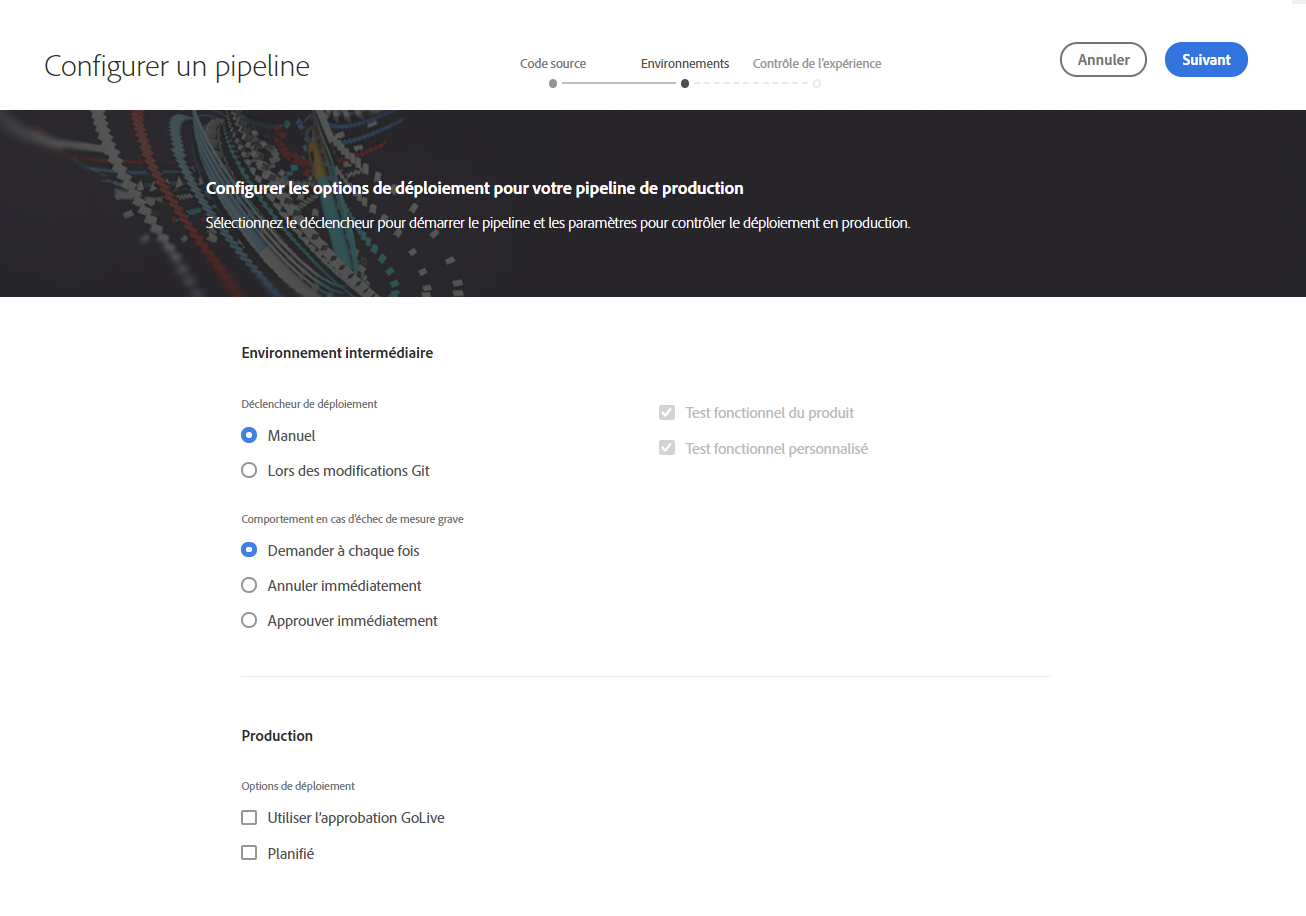 Configurer un pipeline
Code source
Environnements
Contrôle de l'expérience
Annuler
Suivant
Configurer les options de déploiement pour votre pipeline de production
Sélectionnez le déclencheur pour démarrer le pipeline et les paramètres pour contrôler le déploiement en production.
Environnement intermédiaire
Déclencheur de déploiement
Manuel
Lors des modifications Git
Test fonctionnel du produit
Test fonctionnel personnalisé
Comportement en cas d'échec de mesure grave
Demander à chaque fois
Annuler immédiatement
Approuver immédiatement
Production
Options de déploiement
Utiliser l'approbation GoLive
Planifié